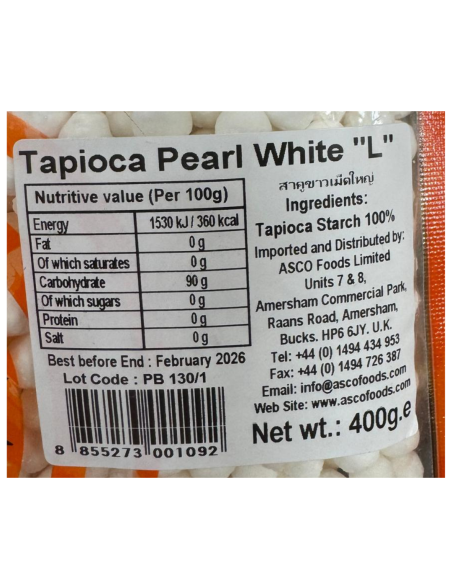 Tapioca Pearl White "L"
Nutritive value (Per 100g)
Energy 1530 kJ / 360 kcal
Fat 0 g
Of which saturates 0 g
Carbohydrate 90 g
Of which sugars 0 g
Protein 0 g
Salt 0 g
Best before End : February 2026
Lot Code : PB 130/1
8 855273 001092
สาคูขาวเม็ดใหญ่
Ingredients:
Tapioca Starch 100%
Imported and Distributed by:
ASCO Foods Limited
Units 7 & 8,
Amersham Commercial Park,
Raans Road, Amersham,
Bucks. HP6 6JY. U.K.
Tel: +44 (0) 1494 434 953
Fax: +44 (0) 1494 726 387
Email: info@ascofoods.com
Web Site: www.ascofoods.com
Net wt.: 400g.e